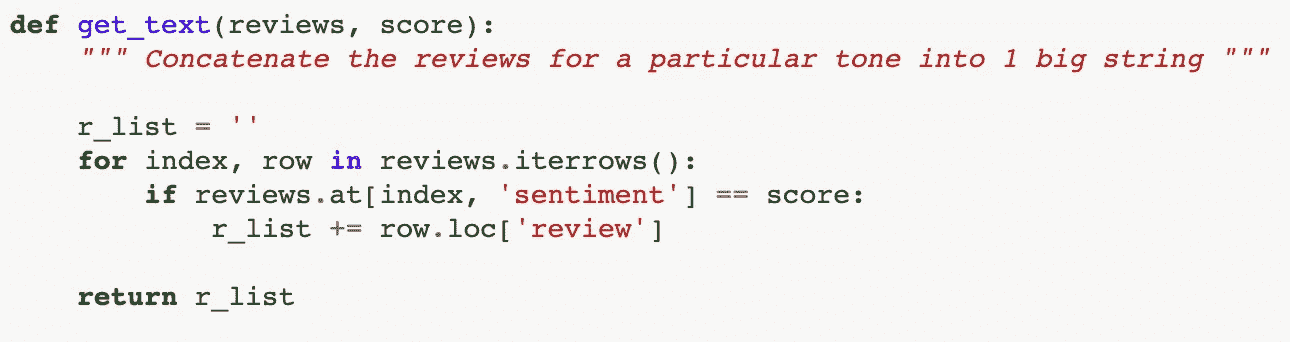 def get_text(reviews, score):
    """ Concatenate the reviews for a particular tone into 1 big string """

    r_list = ''
    for index, row in reviews.iterrows():
        if reviews.at[index, 'sentiment'] == score:
            r_list += row.loc['review']

    return r_list